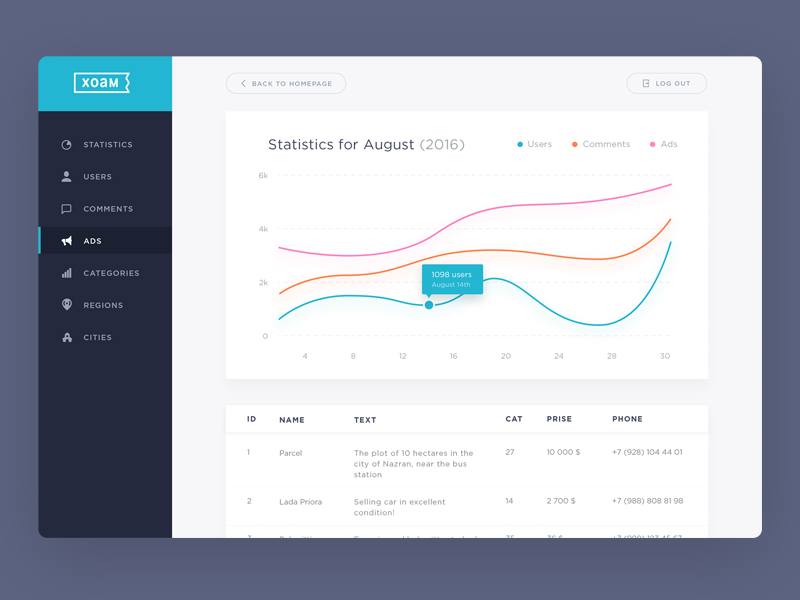 XOAM
BACK TO HOMEPAGE
LOG OUT
STATISTICS
USERS
COMMENTS
ADS
CATEGORIES
REGIONS
CITIES
Statistics for August (2016)
Users
Comments
Ads
6k
4k
2k
0
1098 users
August 14th
4 8 12 16 20 24 28 30
ID NAME TEXT CAT PRISE PHONE
1 Parcel The plot of 10 hectares in the 27 10 000 $ +7 (928) 104 44 01
city of Nazran, near the bus
station
2 Lada Priora Selling car in excellent 14 2 700 $ +7 (988) 808 81 98
condition!